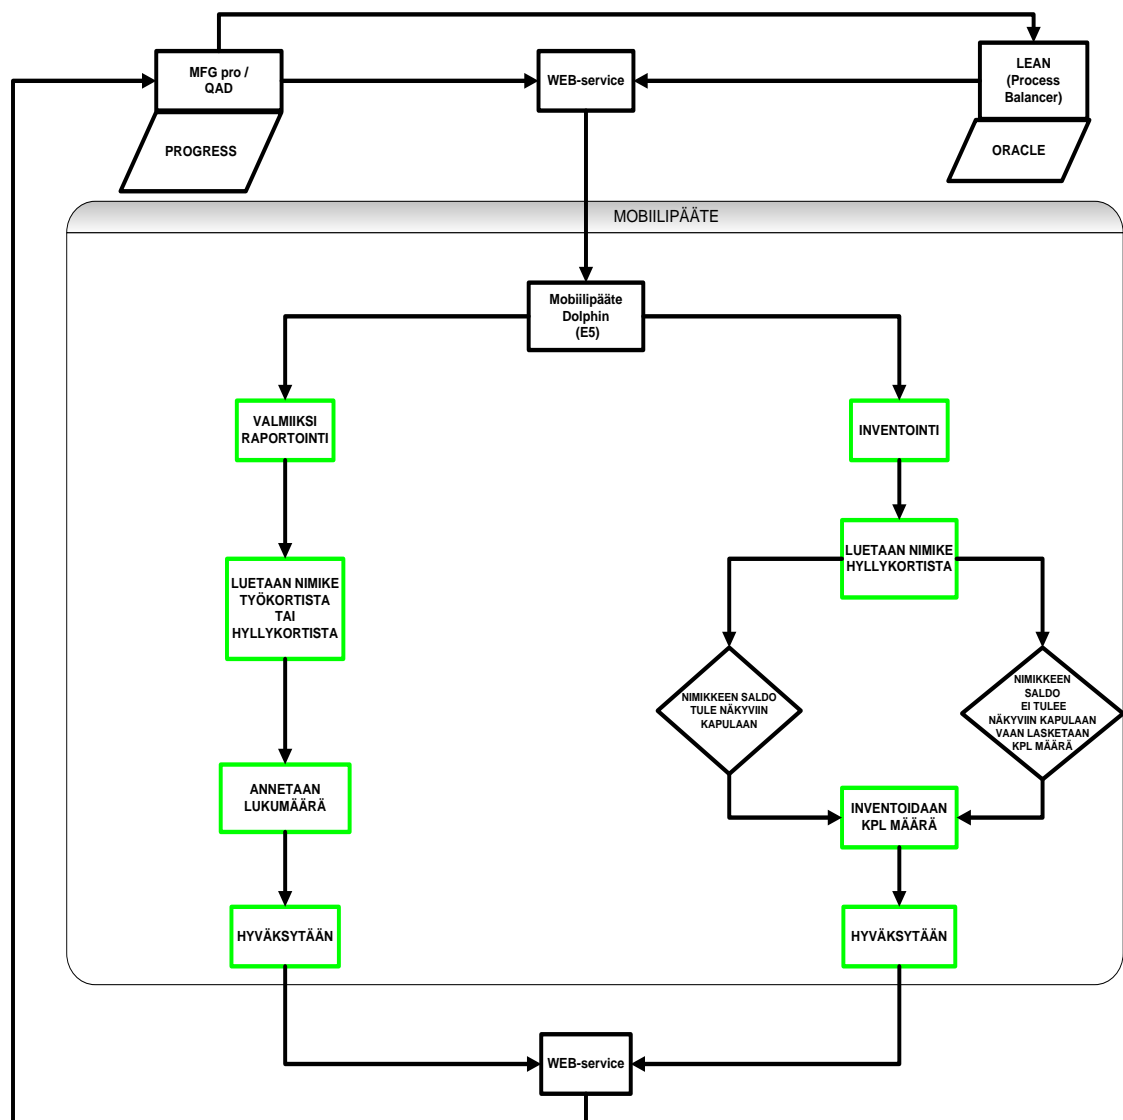 MFG pro /
QAD
WEB-service
LEAN
(Process
Balancer)
PROGRESS
ORACLE
MOBIILIPÄÄTE
Mobiilipääte
Dolphin
(E5)
VALMIIKSI
RAPORTOINTI
INVENTOINTI
LUETAAN NIMIKE
TYÖKORTISTA
TAI
HYLLYKORTISTA
LUETAAN NIMIKE
HYLLYKORTISTA
NIMIKKEEN SALDO
TULE NÄKYVIIN
KAPULAAN
NIMIKKEEN
SALDO
EI TULEE
NÄKYVIIN KAPULAAN
VAAN LASKETAAN
KPL MÄÄRÄ
ANNETAAN
LUKUMÄÄRÄ
INVENTOIDAAN
KPL MÄÄRÄ
HYVÄKSYTÄÄN
HYVÄKSYTÄÄN
WEB-service